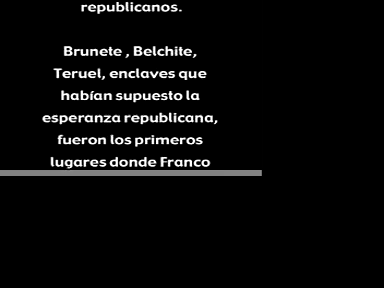 republicanos.
Brunete , Belchite,
Teruel, enclaves que
habían supuesto la
esperanza republicana,
fueron los primeros
lugares donde Franco